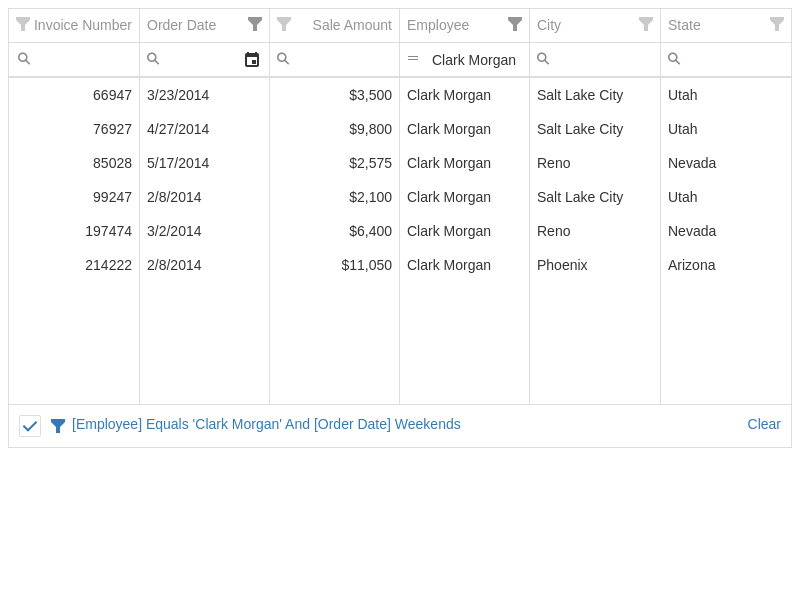 Invoice Number Order Date Sale Amount Employee City State
Clark Morgan
66947 3/23/2014 $3,500 Clark Morgan Salt Lake City Utah
76927 4/27/2014 $9,800 Clark Morgan Salt Lake City Utah
85028 5/17/2014 $2,575 Clark Morgan Reno Nevada
99247 2/8/2014 $2,100 Clark Morgan Salt Lake City Utah
197474 3/2/2014 $6,400 Clark Morgan Reno Nevada
214222 2/8/2014 $11,050 Clark Morgan Phoenix Arizona
[Employee] Equals 'Clark Morgan' And [Order Date] Weekends Clear